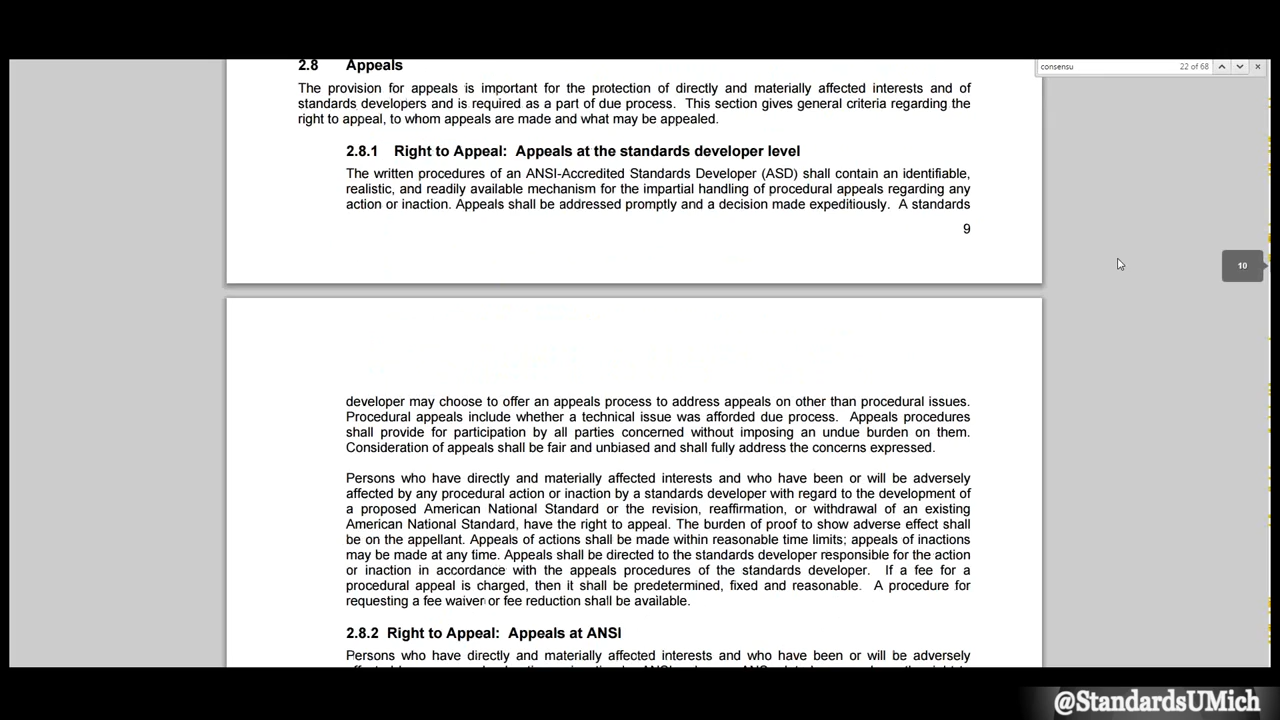 2.8 Appeals
consensu 22 of 68
The provision for appeals is important for the protection of directly and materially affected interests and of
standards developers and is required as a part of due process. This section gives general criteria regarding the
right to appeal, to whom appeals are made and what may be appealed.
2.8.1 Right to Appeal: Appeals at the standards developer level
The written procedures of an ANSI-Accredited Standards Developer (ASD) shall contain an identifiable,
realistic, and readily available mechanism for the impartial handling of procedural appeals regarding any
action or inaction. Appeals shall be addressed promptly and a decision made expeditiously. A standards
9
10
developer may choose to offer an appeals process to address appeals on other than procedural issues.
Procedural appeals include whether a technical issue was afforded due process. Appeals procedures
shall provide for participation by all parties concerned without imposing an undue burden on them.
Consideration of appeals shall be fair and unbiased and shall fully address the concerns expressed.
Persons who have directly and materially affected interests and who have been or will be adversely
affected by any procedural action or inaction by a standards developer with regard to the development of
a proposed American National Standard or the revision, reaffirmation, or withdrawal of an existing
American National Standard, have the right to appeal. The burden of proof to show adverse effect shall
be on the appellant. Appeals of actions shall be made within reasonable time limits; appeals of inactions
may be made at any time. Appeals shall be directed to the standards developer responsible for the action
or inaction in accordance with the appeals procedures of the standards developer. If a fee for a
procedural appeal is charged, then it shall be predetermined, fixed and reasonable. A procedure for
requesting a fee waiver or fee reduction shall be available.
2.8.2 Right to Appeal: Appeals at ANSI
Persons who have directly and materially affected interests and who have been or will be adversely
@StandardsUMich